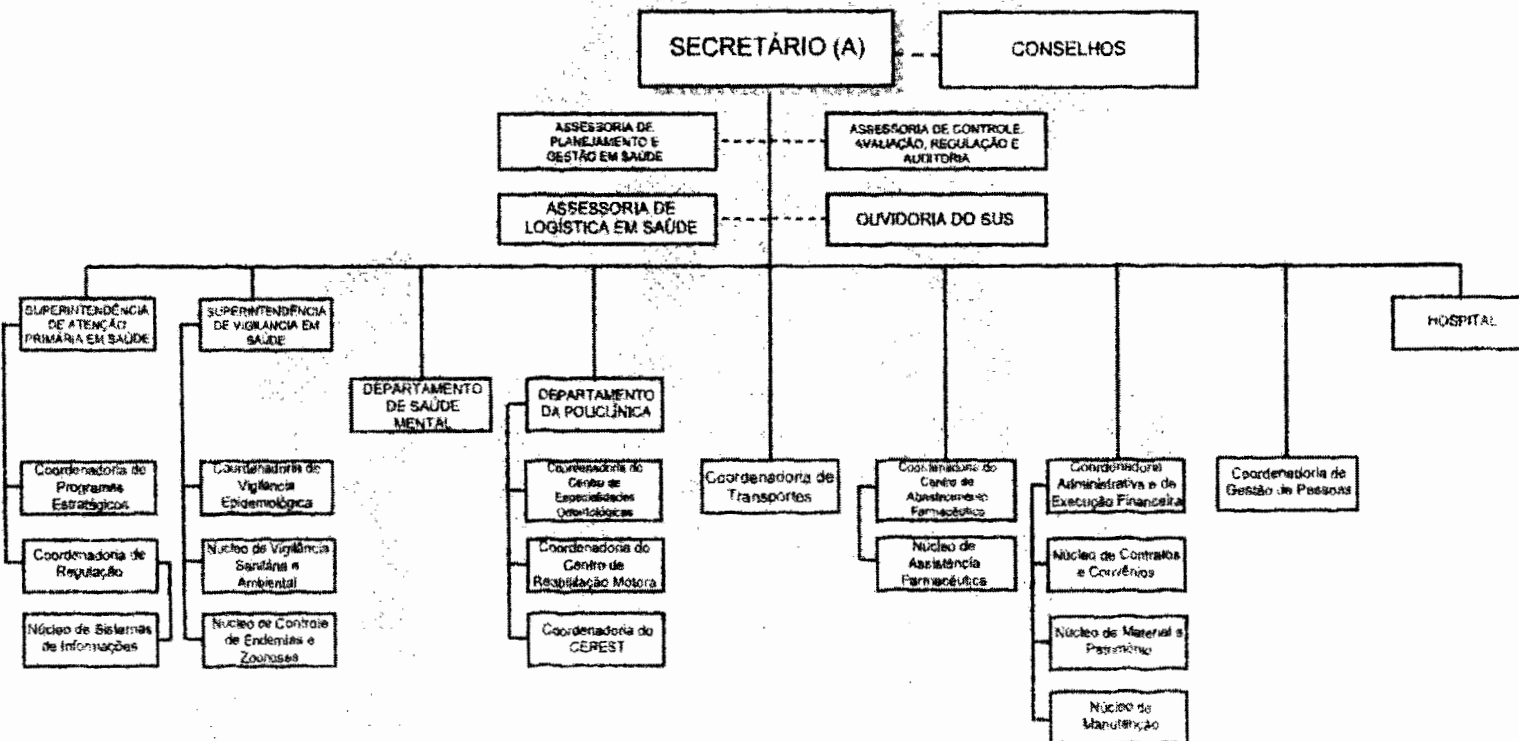 SECRETÁRIO (A)
CONSELHOS
ASSESSORIA DE
PLANEJAMENTO E
GESTÃO EM SAÚDE
ASSESSORIA DE CONTROLE,
AVALIAÇÃO, REGULAÇÃO E
AUDITORIA
ASSESSORIA DE
LOGÍSTICA EM SAÚDE
OUVIDORIA DO SUS
SUPERINTENDÊNCIA
DE ATENÇÃO
PRIMÁRIA EM SAÚDE
SUPERINTENDÊNCIA
DE VIGILANCIA EM
SAÚDE
HOSPITAL
DEPARTAMENTO
DE SAÚDE
MENTAL
DEPARTAMENTO
DA POLICLÍNICA
Coordenadoria de
Programas
Estratégicos
Coordenadoria de
Vigilância
Epidemiológica
Coordenadoria do
Centro de
Especialidades
Odontológicas
Coordenadoria de
Transportes
Coordenadoria do
Centro de
Abastecimento
Farmacêutico
Coordenadoria
Administrativa e de
Execução Financeira
Coordenadoria de
Gestão de Pessoas
Coordenadoria de
Regulação
Núcleo de Vigilância
Sanitária e
Ambiental
Coordenadoria do
Centro de
Reabilitação Motora
Núcleo de
Assistência
Farmacêutica
Núcleo de Contratos
e Convênios
Núcleo de Sistemas
de Informações
Núcleo de Controle
de Endemias e
Zoonoses
Coordenadoria do
CEREST
Núcleo de Material e
Patrimônio
Núcleo de
Manutenção